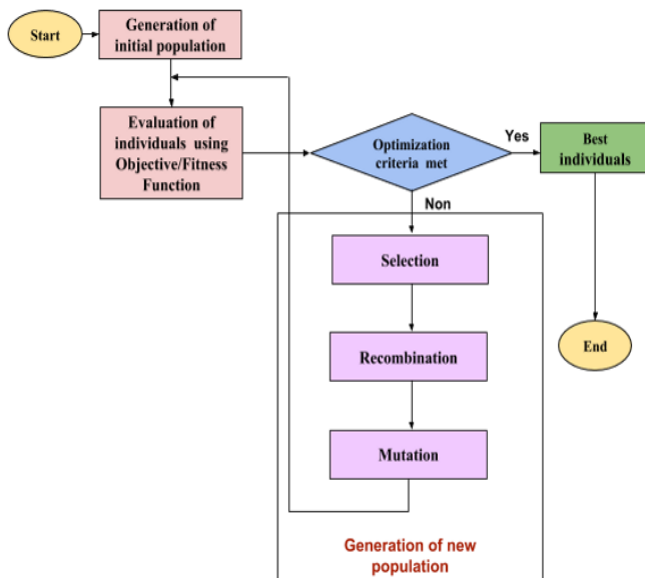 Start
Generation of
initial population
Evaluation of
individuals using
Objective/Fitness
Function
Optimization
criteria met
Yes
Best
individuals
Non
Selection
Recombination
End
Mutation
Generation of new
population